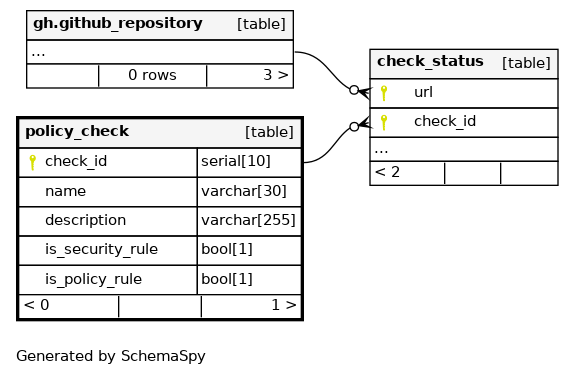 gh.github_repository [table]
...
0 rows 3 >
check_status [table]
url
check_id
...
< 2
policy_check [table]
check_id serial[10]
name varchar[30]
description varchar[255]
is_security_rule bool[1]
is_policy_rule bool[1]
< 0 1 >
Generated by SchemaSpy